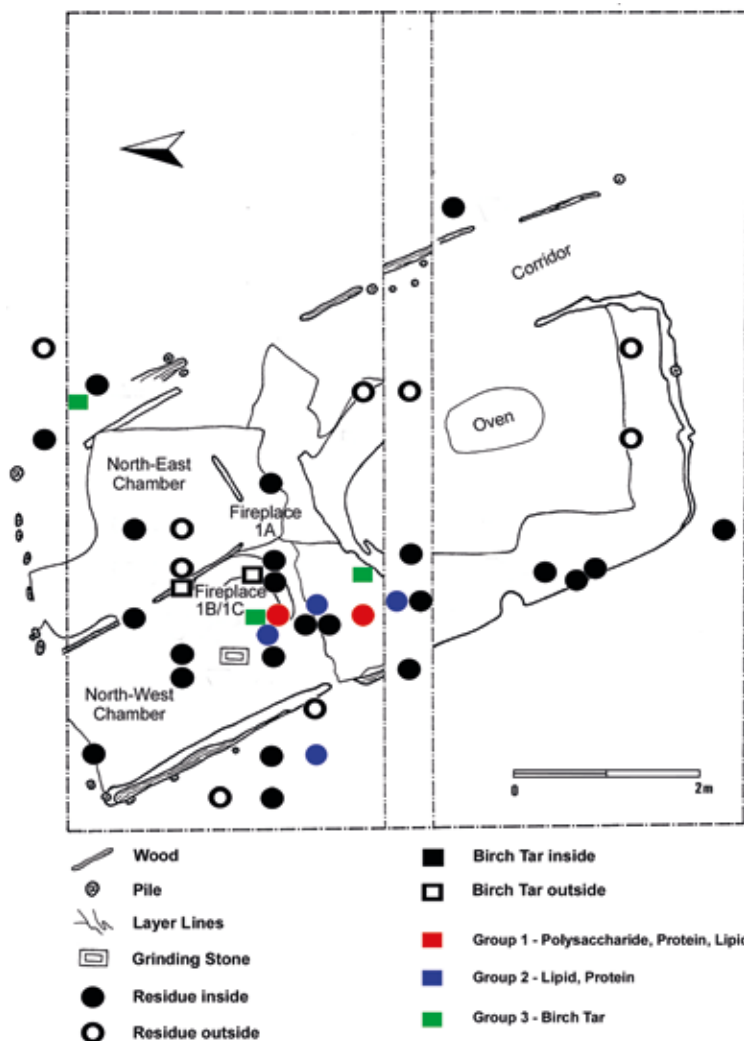 Corridor
Oven
North-East
Chamber
Fireplace
1A
Fireplace
1B/1C
North-West
Chamber
0
2m
Wood
Pile
Layer Lines
Grinding Stone
Residue inside
Residue outside
Birch Tar inside
Birch Tar outside
Group 1 - Polysaccharide, Protein, Lipid
Group 2 - Lipid, Protein
Group 3 - Birch Tar